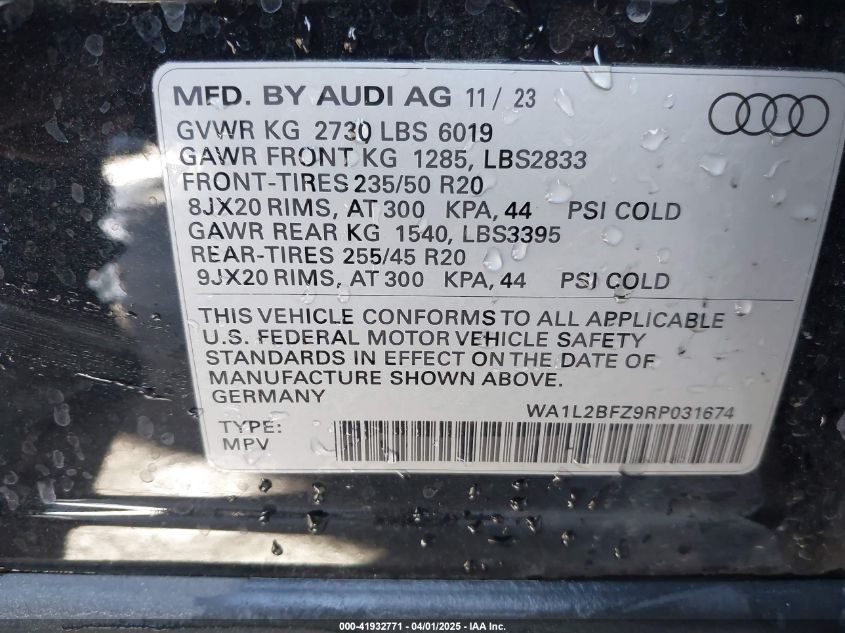 MFD. BY AUDI AG 11/ 23
GVWR KG 2730 LBS 6019
GAWR FRONT KG 1285, LBS2833
FRONT-TIRES 235/50 R20
8JX20 RIMS, AT 300 KPA, 44 PSI COLD
GAWR REAR KG 1540, LBS3395
REAR-TIRES 255/45 R20
9JX20 RIMS, AT 300 KPA, 44 PSI COLD
THIS VEHICLE CONFORMS TO ALL APPLICABLE
U.S. FEDERAL MOTOR VEHICLE SAFETY
STANDARDS IN EFFECT ON THE DATE OF
MANUFACTURE SHOWN ABOVE.
GERMANY
WA1L2BFZ9RP031674
TYPE:
MPV
000-41932771 - 04/01/2025 - IAA Inc.